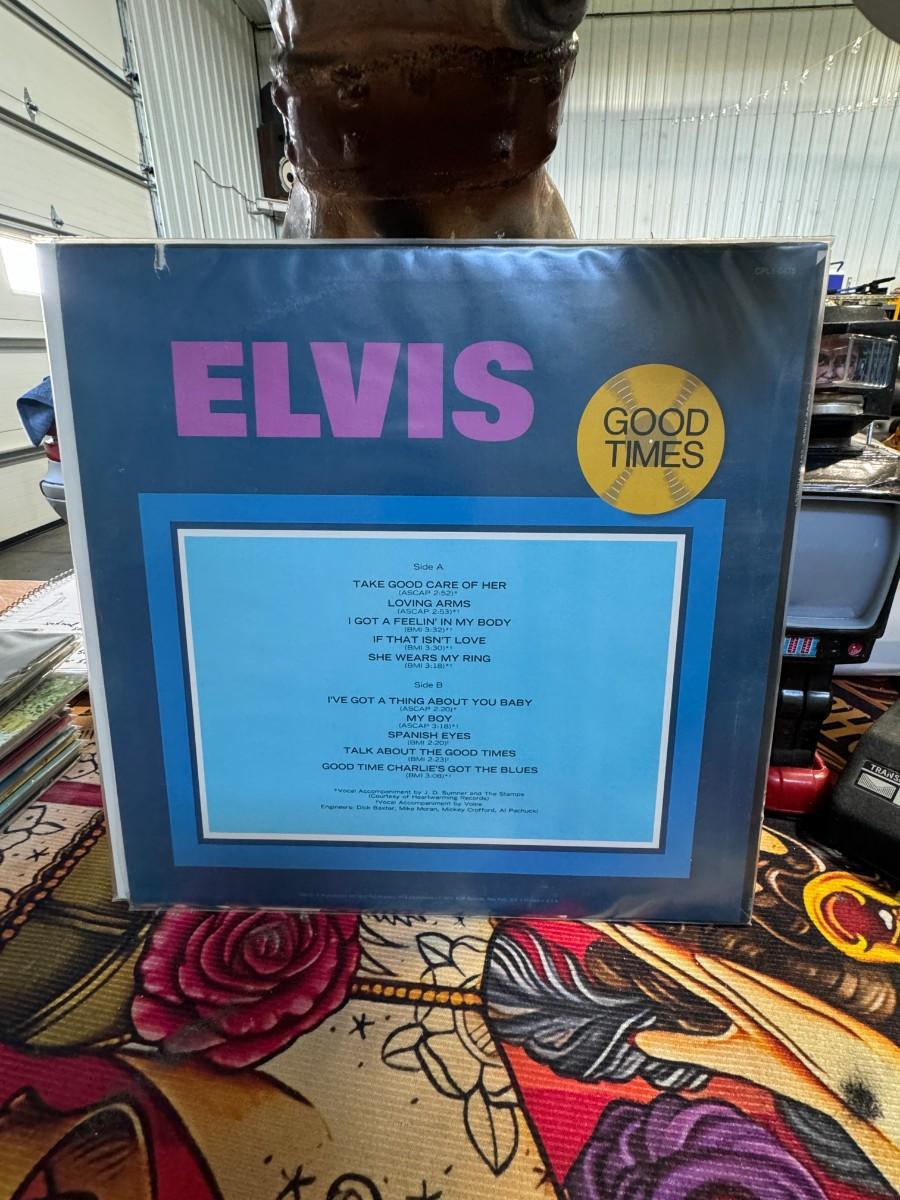 CPL1-0475
ELVIS
GOOD
TIMES
Side A
TAKE GOOD CARE OF HER
(ASCAP 2:52)*
LOVING ARMS
(ASCAP 2:53)*†
I GOT A FEELIN' IN MY BODY
(BMI 3:32)*†
IF THAT ISN'T LOVE
(BMI 3:30)*†
SHE WEARS MY RING
(BMI 3:18)*†
Side B
I'VE GOT A THING ABOUT YOU BABY
(ASCAP 2:20)*
MY BOY
(ASCAP 3:18)*†
SPANISH EYES
(BMI 2:20)†
TALK ABOUT THE GOOD TIMES
(BMI 2:23)†
GOOD TIME CHARLIE'S GOT THE BLUES
(BMI 3:08)*†
*Vocal Accompaniment by J. D. Sumner and The Stamps
(Courtesy of Heartwarming Records)
†Vocal Accompaniment by Voice
Engineers: Dick Baxter, Mike Moran, Mickey Crofford, Al Pachucki
TRANS